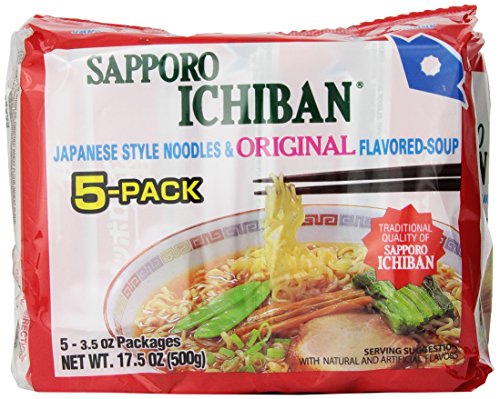 SAPPORO
ICHIBAN®
JAPANESE STYLE NOODLES & ORIGINAL FLAVORED-SOUP
5-PACK
TRADITIONAL
QUALITY OF
SAPPORO
ICHIBAN
5 - 3.5 OZ Packages
NET WT. 17.5 OZ (500g)
SERVING SUGGESTION
WITH NATURAL AND ARTIFICIAL FLAVORS